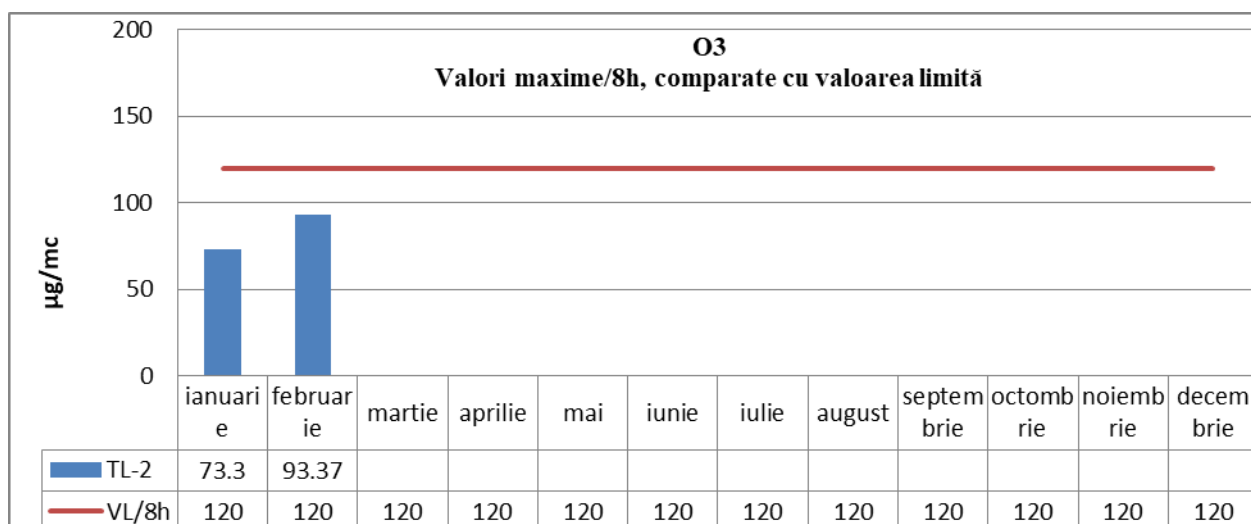 O3
Valori maxime/8h, comparate cu valoarea limită
200
150
100
50
0
µg/mc
ianuari
e
februar
ie
martie
aprilie
mai
iunie
iulie
august
septem
brie
octomb
rie
noiemb
rie
decem
brie
TL-2 73.3 93.37
VL/8h 120 120 120 120 120 120 120 120 120 120 120 120